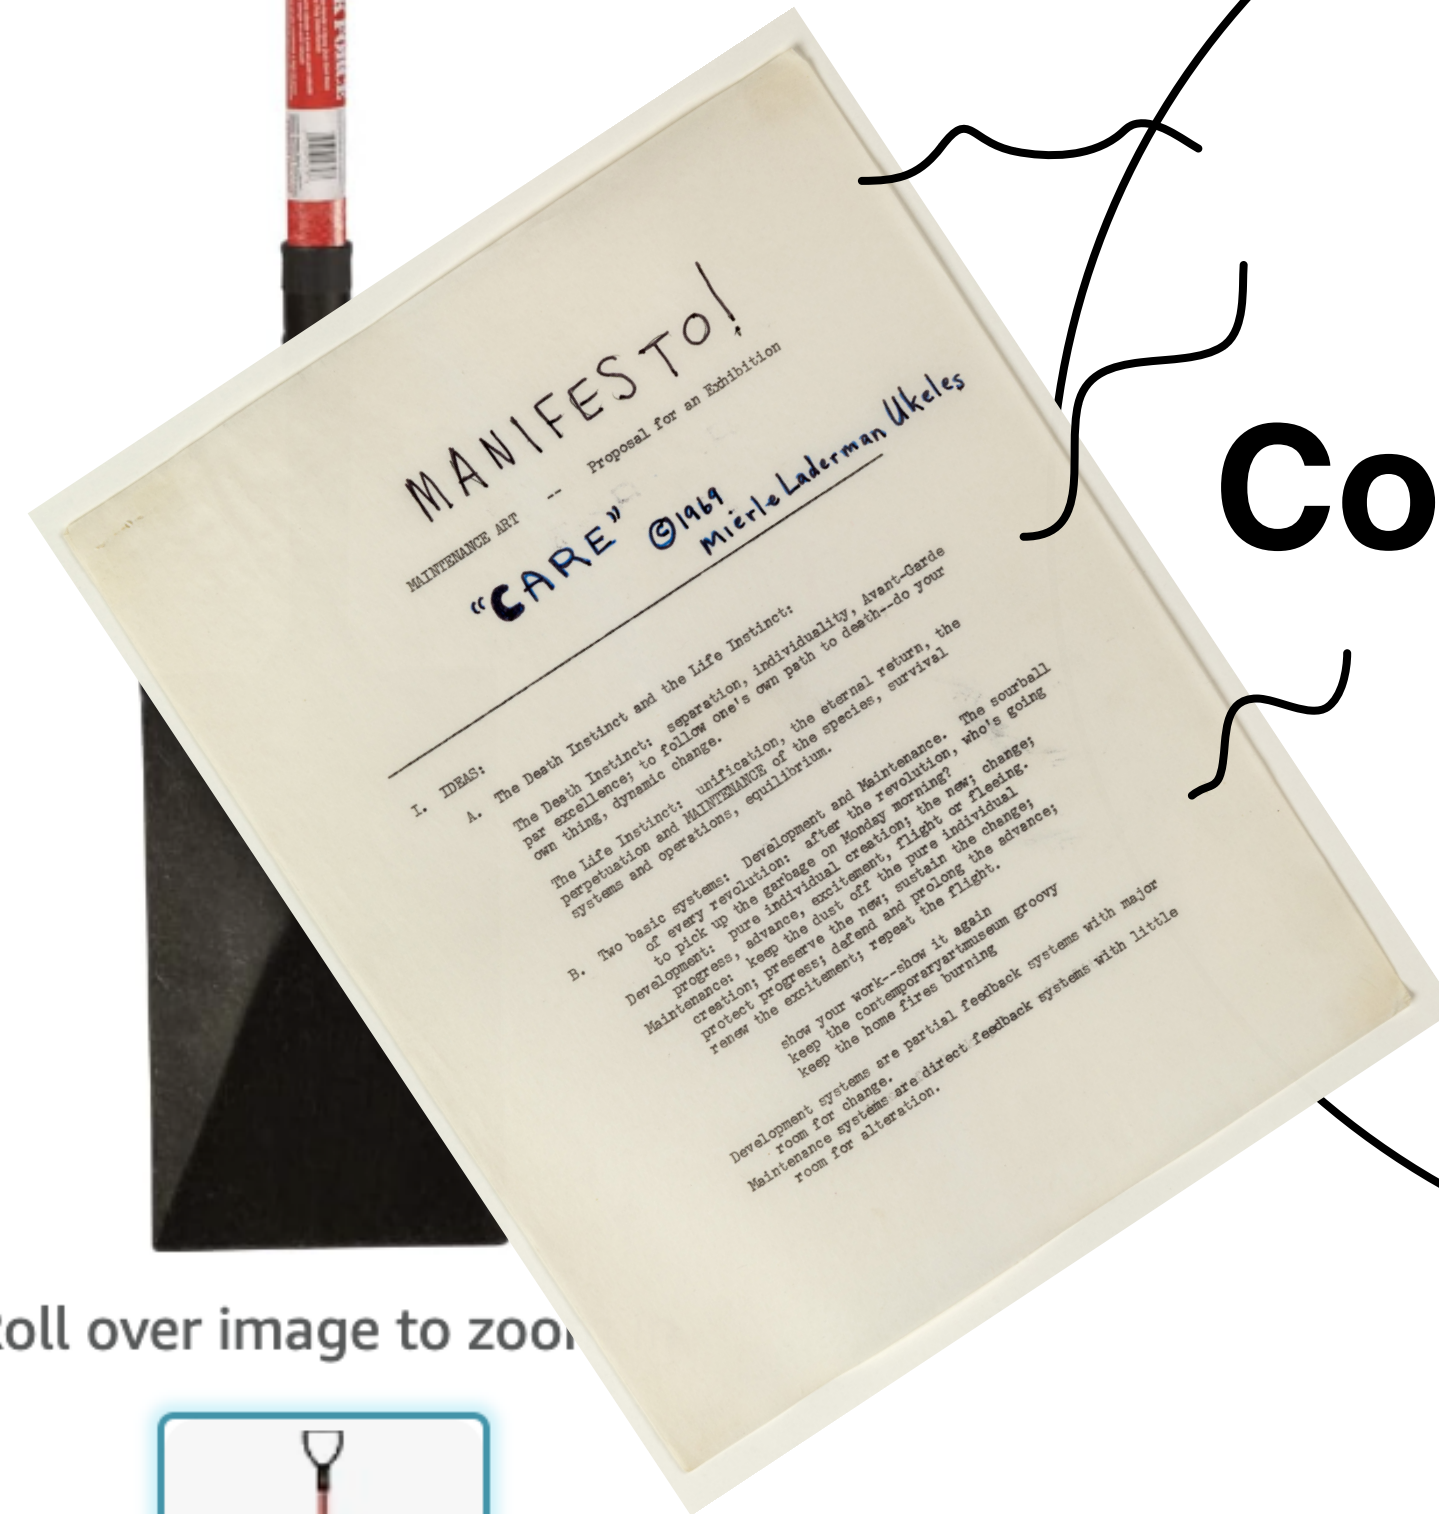 MANIFESTO!
MAINTENANCE ART -- Proposal for an Exhibition
"CARE" ©1969
Mierle Laderman Ukeles
I. IDEAS:
A. The Death Instinct and the Life Instinct:
The Death Instinct: separation, individuality, Avant-Garde
par excellence; to follow one's own path to death--do your
own thing, dynamic change.
The Life Instinct: unification, the eternal return, the
perpetuation and MAINTENANCE of the species, survival
systems and operations, equilibrium.
B. Two basic systems: Development and Maintenance. The sourball
of every revolution: after the revolution, who's going
to pick up the garbage on Monday morning?
Development: pure individual creation; the new; change;
progress, advance, excitement, flight or fleeing.
Maintenance: keep the dust off the pure individual
creation; preserve the new; sustain the change;
protect progress; defend and prolong the advance;
renew the excitement; repeat the flight.
show your work--show it again
keep the contemporaryartmuseum groovy
keep the home fires burning
Development systems are partial feedback systems with major
room for change.
Maintenance systems are direct feedback systems with little
room for alteration.
Co
oll over image to zoo